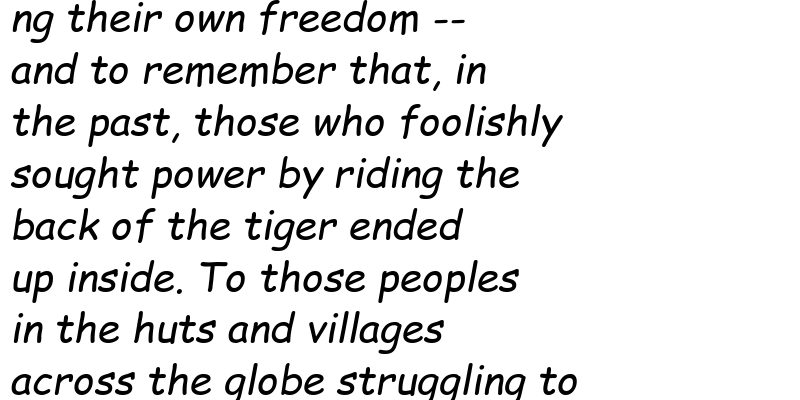 ng their own freedom --
and to remember that, in
the past, those who foolishly
sought power by riding the
back of the tiger ended
up inside. To those peoples
in the huts and villages
across the globe struggling to